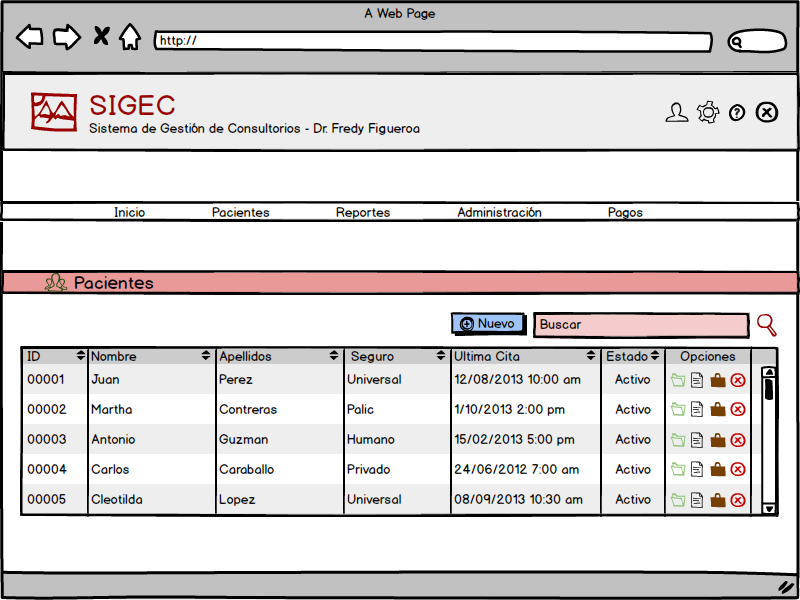 A Web Page
http://
SIGEC
Sistema de Gestión de Consultorios - Dr. Fredy Figueroa
?
Inicio Pacientes Reportes Administración Pagos
Pacientes
Nuevo Buscar
ID Nombre Apellidos Seguro Ultima Cita Estado Opciones
00001 Juan Perez Universal 12/08/2013 10:00 am Activo
00002 Martha Contreras Palic 1/10/2013 2:00 pm Activo
00003 Antonio Guzman Humano 15/02/2013 5:00 pm Activo
00004 Carlos Caraballo Privado 24/06/2012 7:00 am Activo
00005 Cleotilda Lopez Universal 08/09/2013 10:30 am Activo